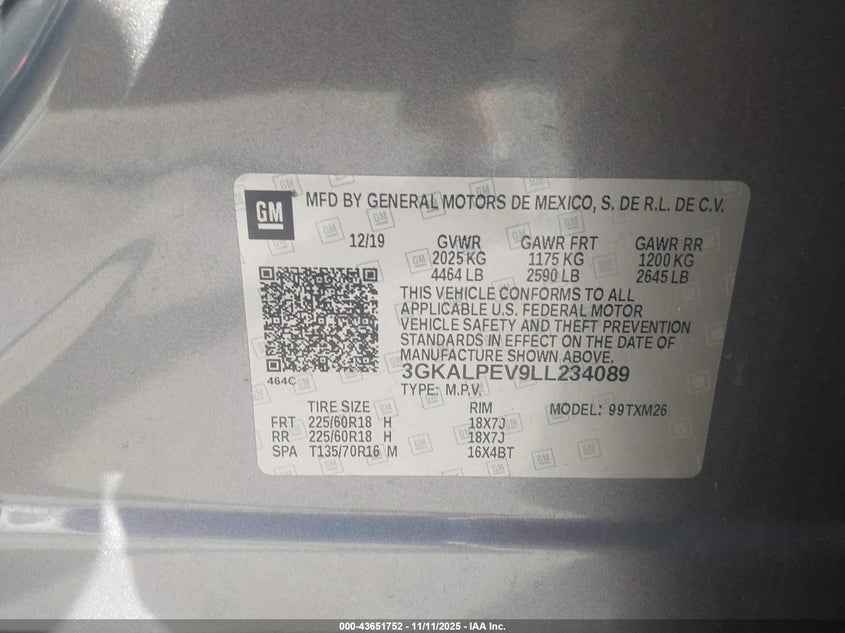 GM MFD BY GENERAL MOTORS DE MEXICO, S. DE R.L. DE C.V.
12/19 GVWR GAWR FRT GAWR RR
2025 KG 1175 KG 1200 KG
4464 LB 2590 LB 2645 LB
THIS VEHICLE CONFORMS TO ALL
APPLICABLE U.S. FEDERAL MOTOR
VEHICLE SAFETY AND THEFT PREVENTION
STANDARDS IN EFFECT ON THE DATE OF
MANUFACTURE SHOWN ABOVE.
464C 3GKALPEV9LL234089
TYPE: M.P.V.
TIRE SIZE RIM MODEL: 99TXM26
FRT 225/60R18 H 18X7J
RR 225/60R18 H 18X7J
SPA T135/70R16 M 16X4BT
000-43651752 - 11/11/2025 - IAA Inc.